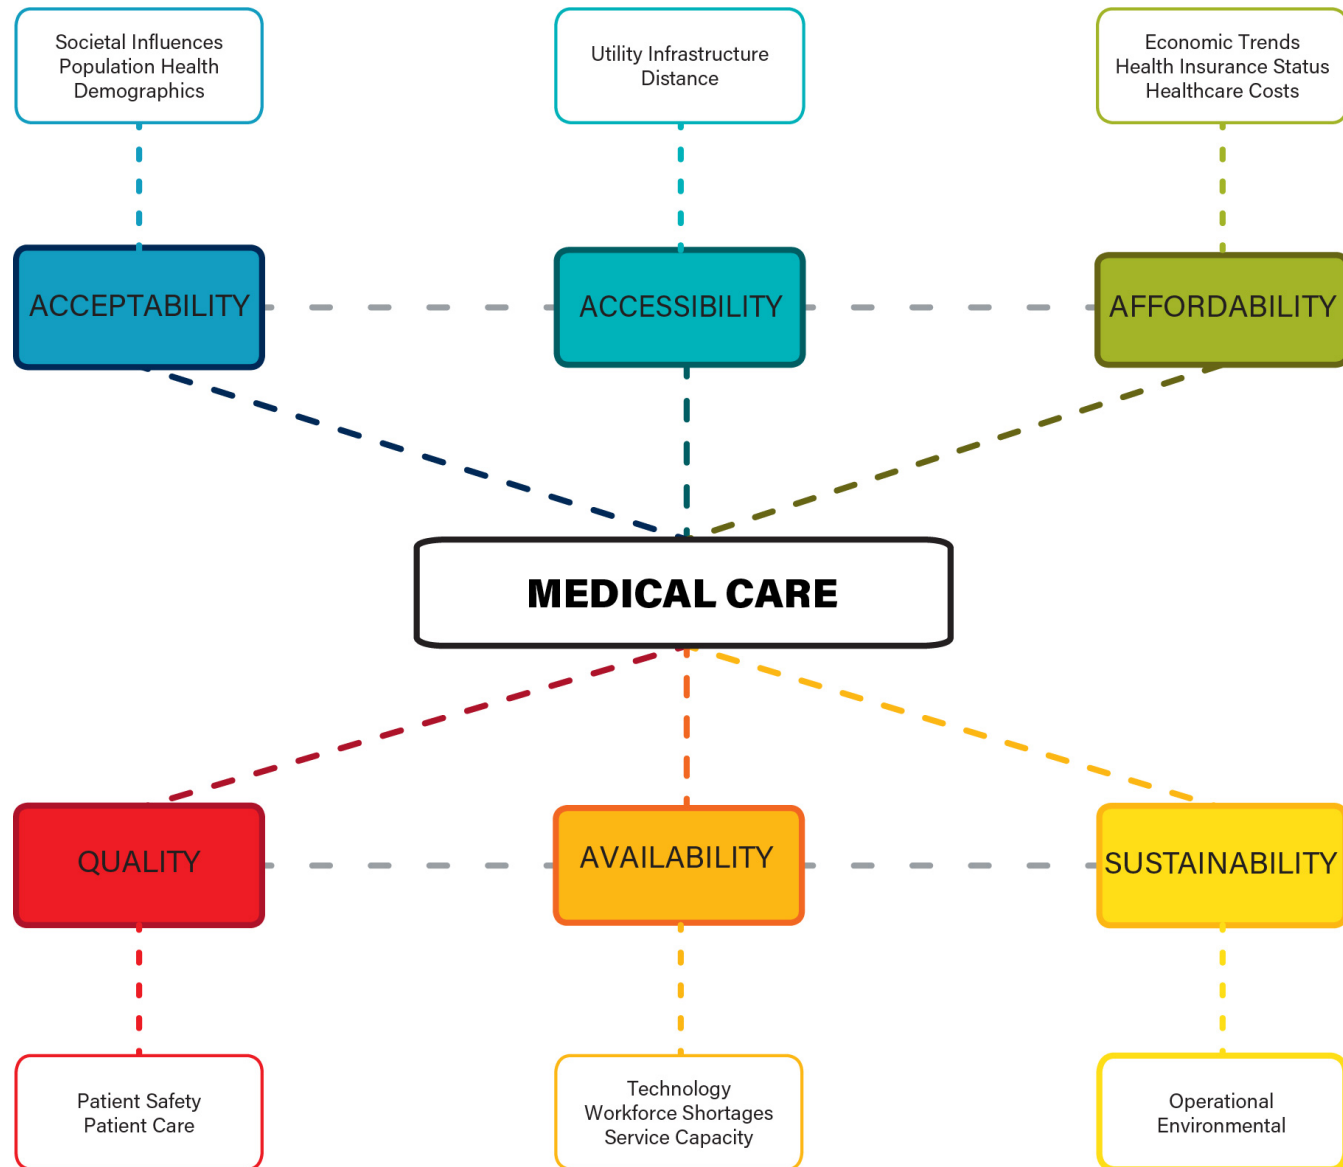 Societal Influences
Population Health
Demographics
Utility Infrastructure
Distance
Economic Trends
Health Insurance Status
Healthcare Costs
ACCEPTABILITY
ACCESSIBILITY
AFFORDABILITY
MEDICAL CARE
QUALITY
AVAILABILITY
SUSTAINABILITY
Patient Safety
Patient Care
Technology
Workforce Shortages
Service Capacity
Operational
Environmental